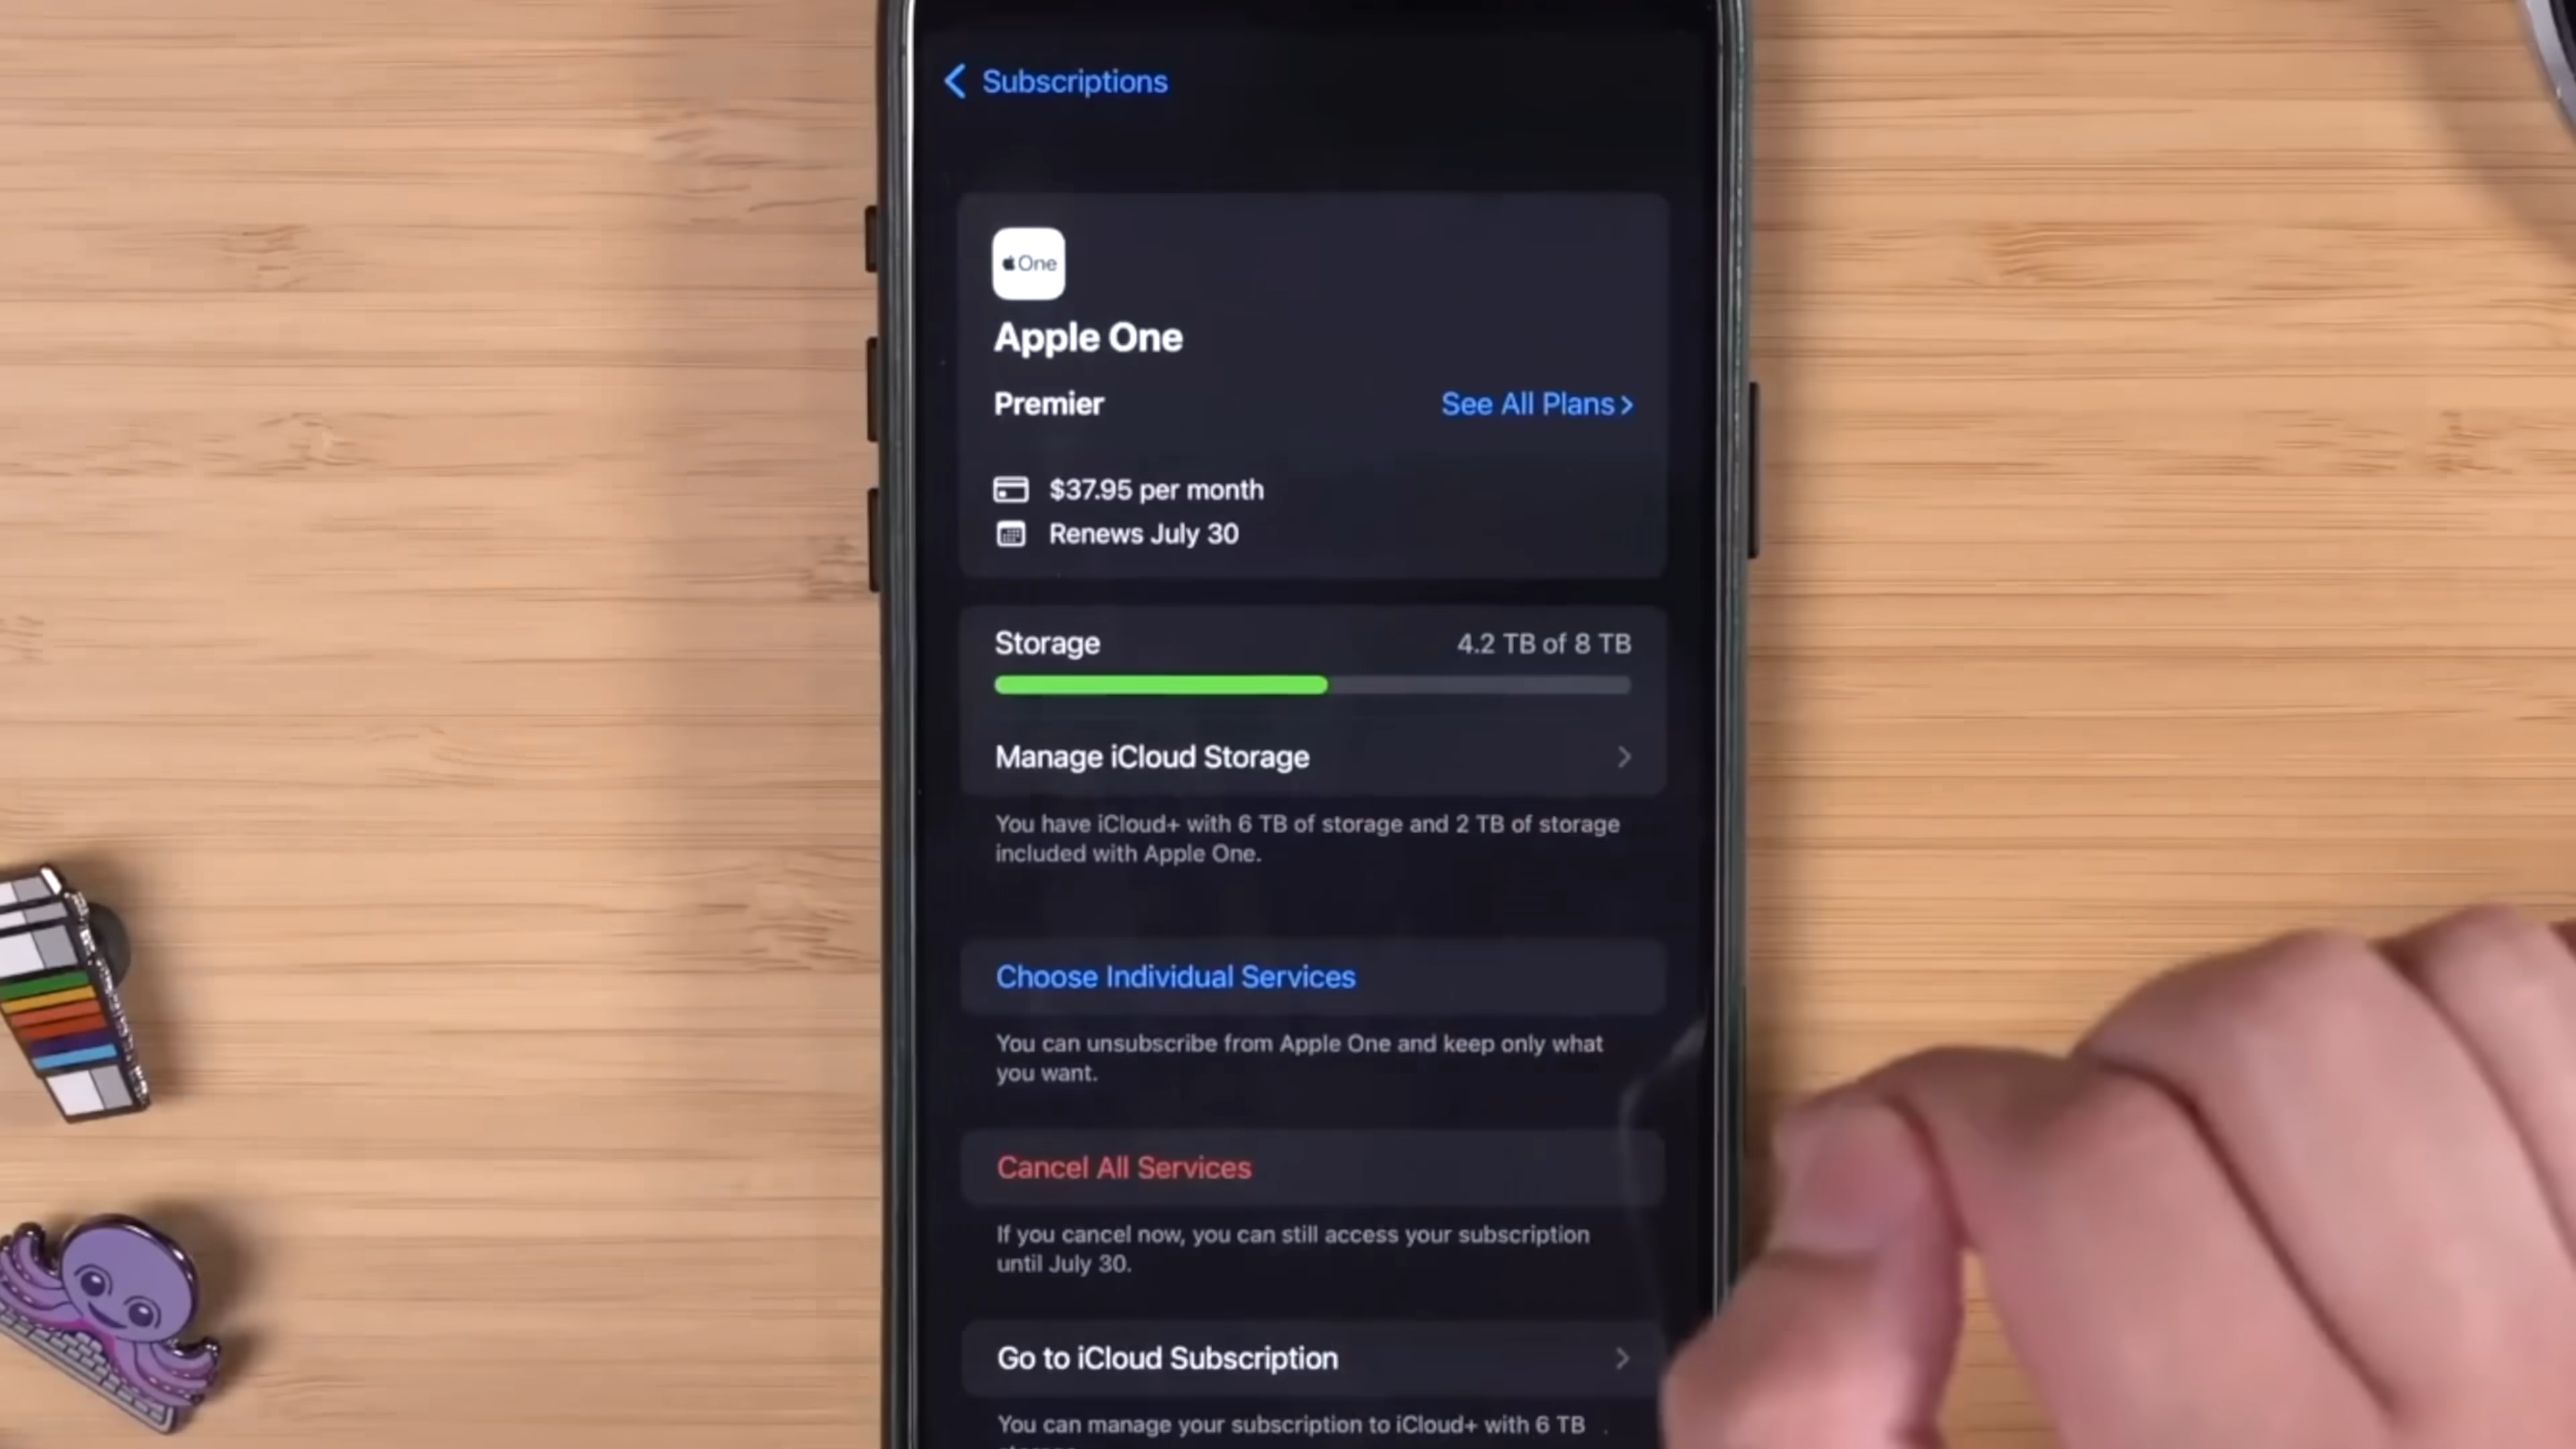 Subscriptions
One
Apple One
Premier
See All Plans
$37.95 per month
Renews July 30
Storage
4.2 TB of 8 TB
Manage iCloud Storage
You have iCloud+ with 6 TB of storage and 2 TB of storage
included with Apple One.
Choose Individual Services
You can unsubscribe from Apple One and keep only what
you want.
Cancel All Services
If you cancel now, you can still access your subscription
until July 30.
Go to iCloud Subscription
You can manage your subscription to iCloud+ with 6 TB